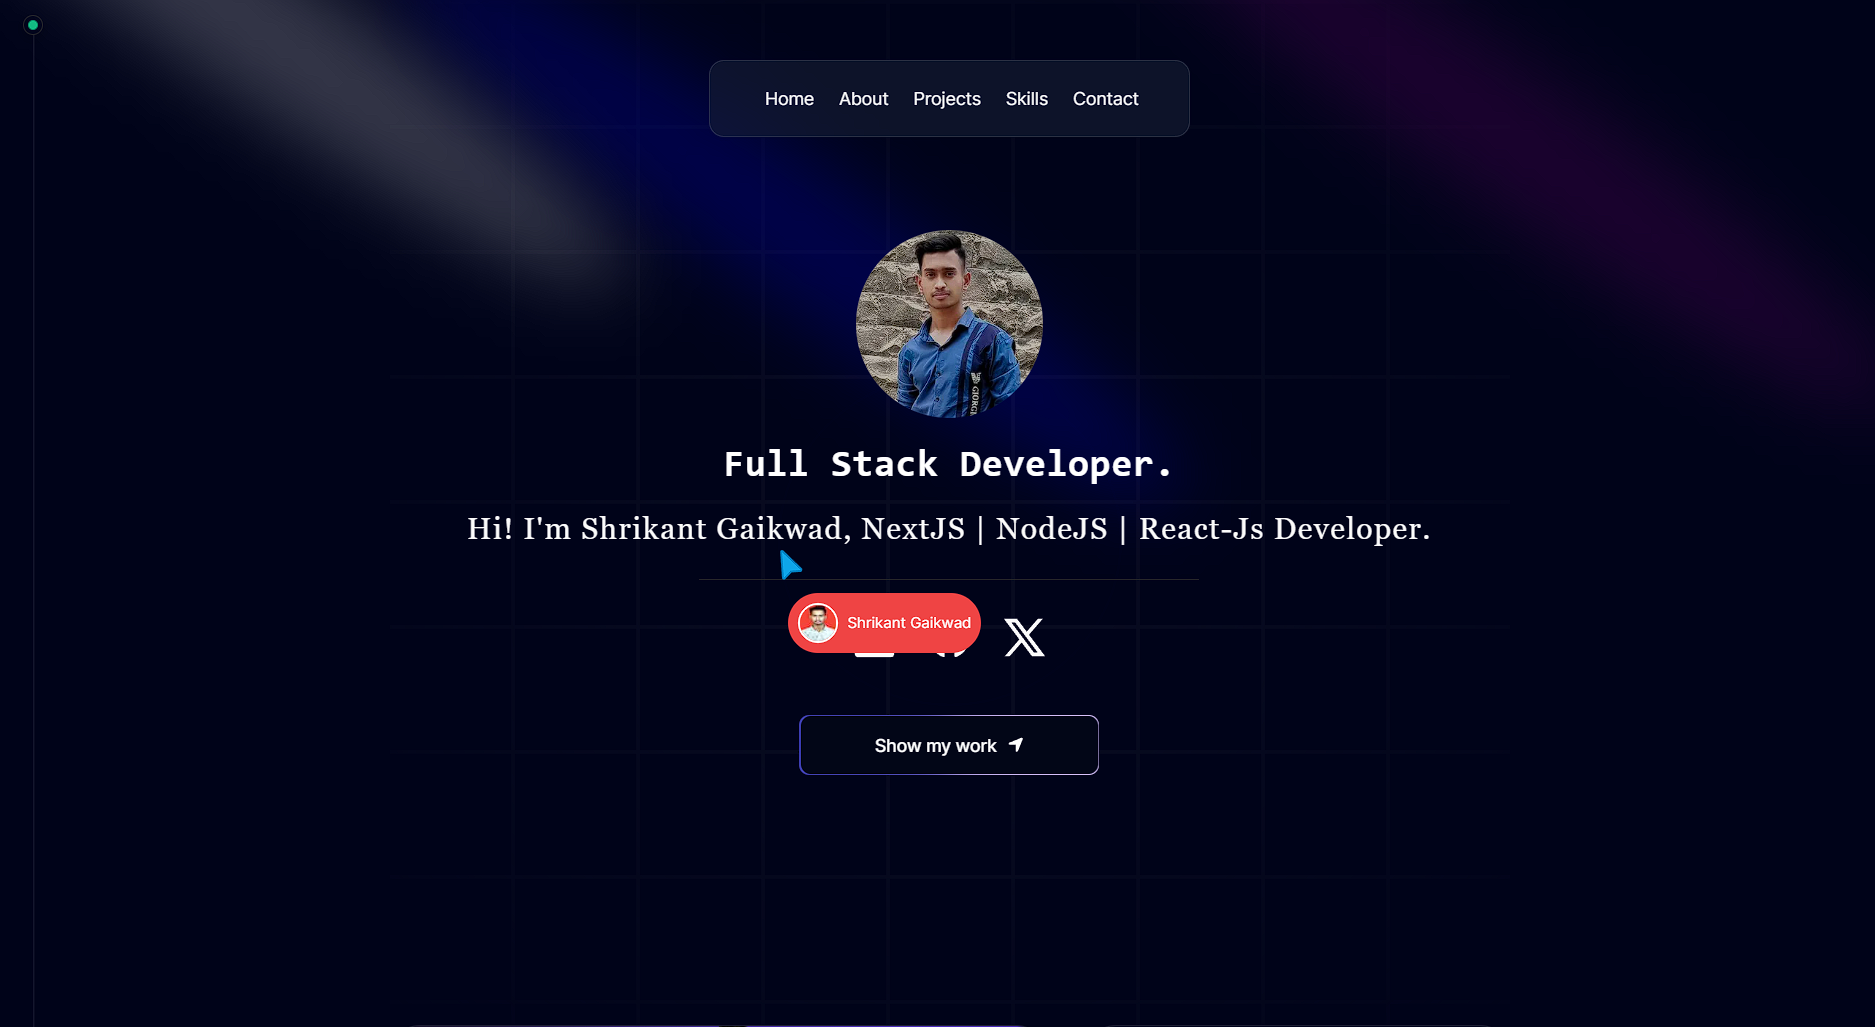 Home About Projects Skills Contact
GIORGI
Full Stack Developer.
Hi! I'm Shrikant Gaikwad, NextJS | NodeJS | React-Js Developer.
Shrikant Gaikwad
Show my work